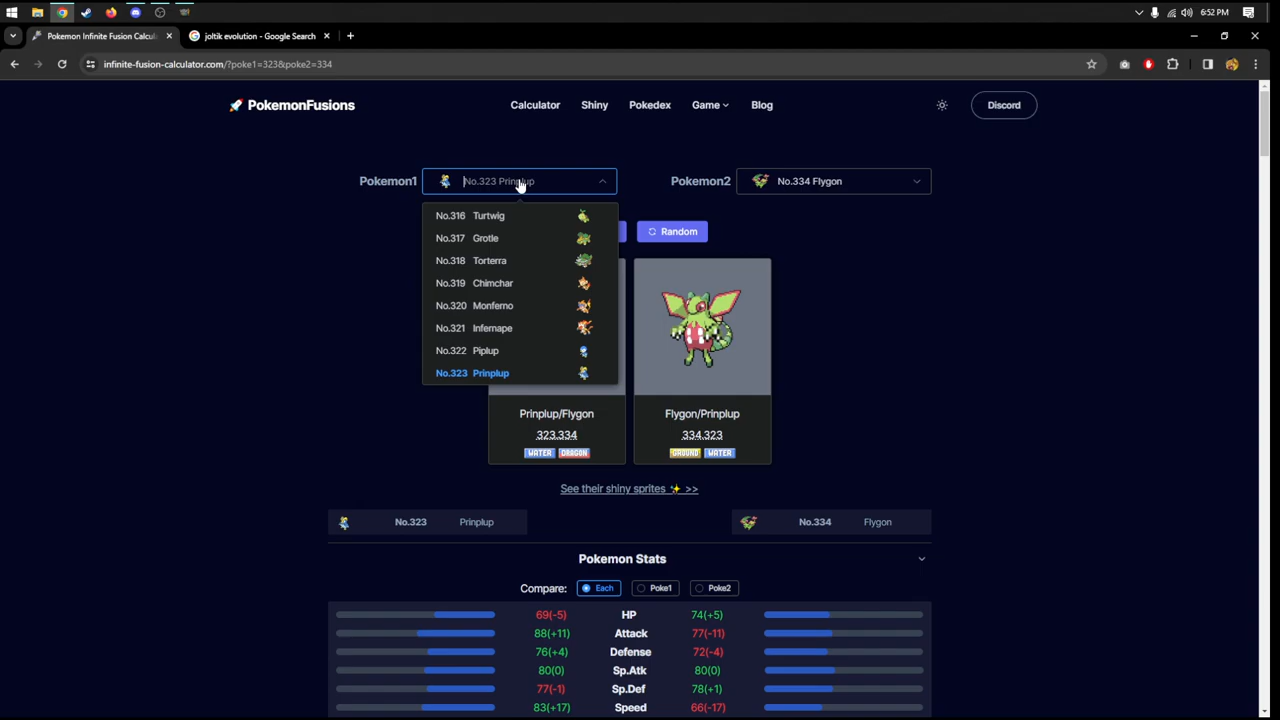 6:52 PM
Pokemon Infinite Fusion Calcul
joltik evolution - Google Search
infinite-fusion-calculator.com/?poke1=323&poke2=334
PokemonFusions
Calculator Shiny Pokedex Game Blog
Discord
Pokemon1 No.323 Prinplup Pokemon2 No.334 Flygon
No.316 Turtwig
Random
No.317 Grotle
No.318 Torterra
No.319 Chimchar
No.320 Monferno
No.321 Infernape
No.322 Piplup
No.323 Prinplup
Prinplup/Flygon Flygon/Prinplup
323.334 334.323
WATER DRAGON GROUND WATER
See their shiny sprites ✨ >>
No.323 Prinplup No.334 Flygon
Pokemon Stats
Compare: Each Poke1 Poke2
69(-5) HP 74(+5)
88(+11) Attack 77(-11)
76(+4) Defense 72(-4)
80(0) Sp.Atk 80(0)
77(-1) Sp.Def 78(+1)
83(+17) Speed 66(-17)